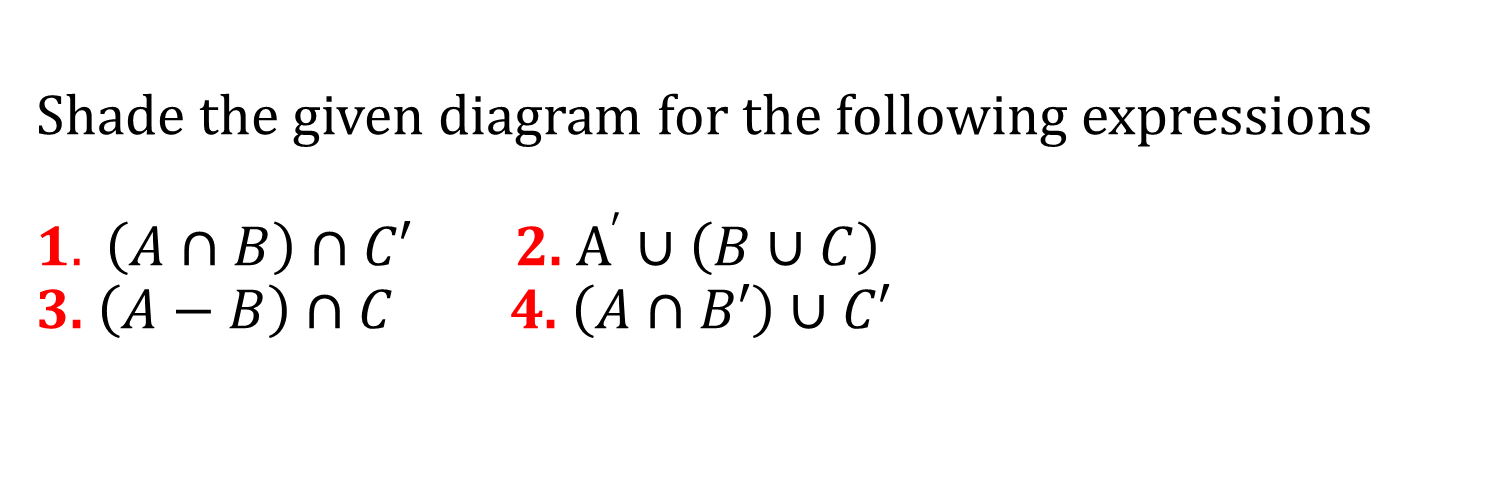 Shade the given diagram for the following expressions
1. (A ∩ B) ∩ C′ 2. A′ ∪ (B ∪ C)
3. (A − B) ∩ C 4. (A ∩ B′) ∪ C′